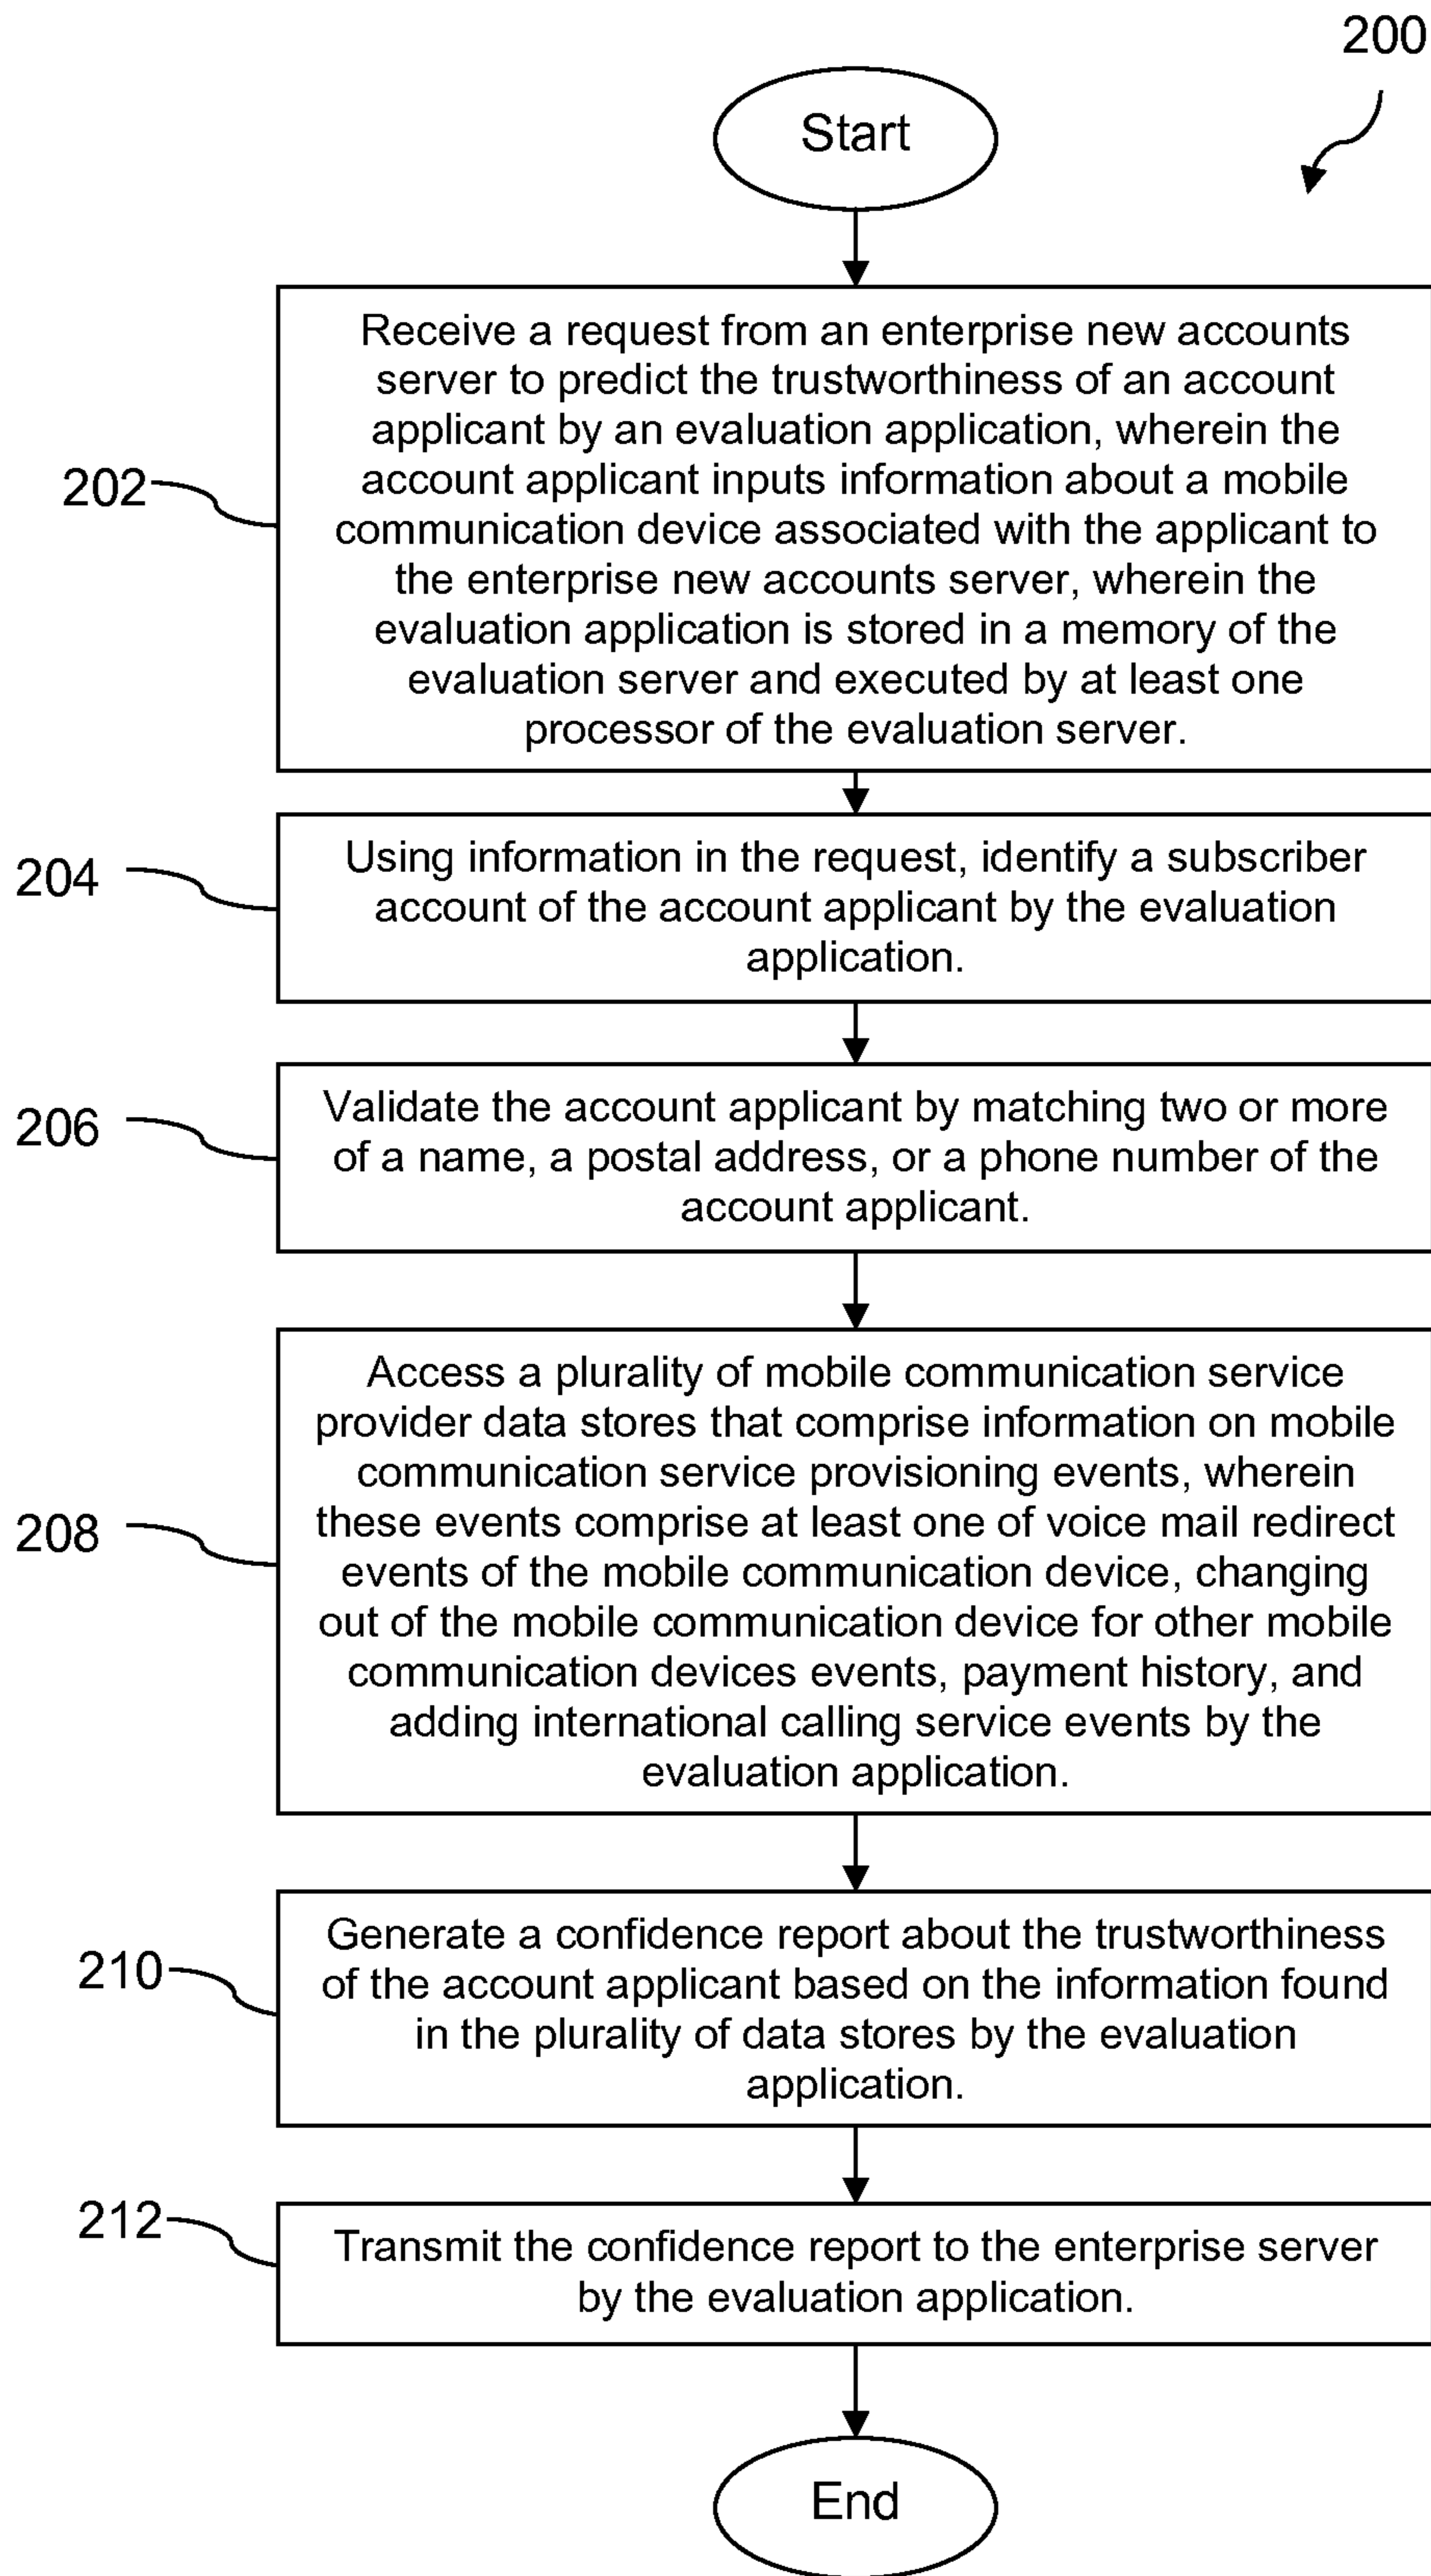 200
Start
Receive a request from an enterprise new accounts
server to predict the trustworthiness of an account
applicant by an evaluation application, wherein the
account applicant inputs information about a mobile
communication device associated with the applicant to
the enterprise new accounts server, wherein the
evaluation application is stored in a memory of the
evaluation server and executed by at least one
processor of the evaluation server.
202
Using information in the request, identify a subscriber
account of the account applicant by the evaluation
application.
204
Validate the account applicant by matching two or more
of a name, a postal address, or a phone number of the
account applicant.
206
Access a plurality of mobile communication service
provider data stores that comprise information on mobile
communication service provisioning events, wherein
these events comprise at least one of voice mail redirect
events of the mobile communication device, changing
out of the mobile communication device for other mobile
communication devices events, payment history, and
adding international calling service events by the
evaluation application.
208
Generate a confidence report about the trustworthiness
of the account applicant based on the information found
in the plurality of data stores by the evaluation
application.
210
Transmit the confidence report to the enterprise server
by the evaluation application.
212
End